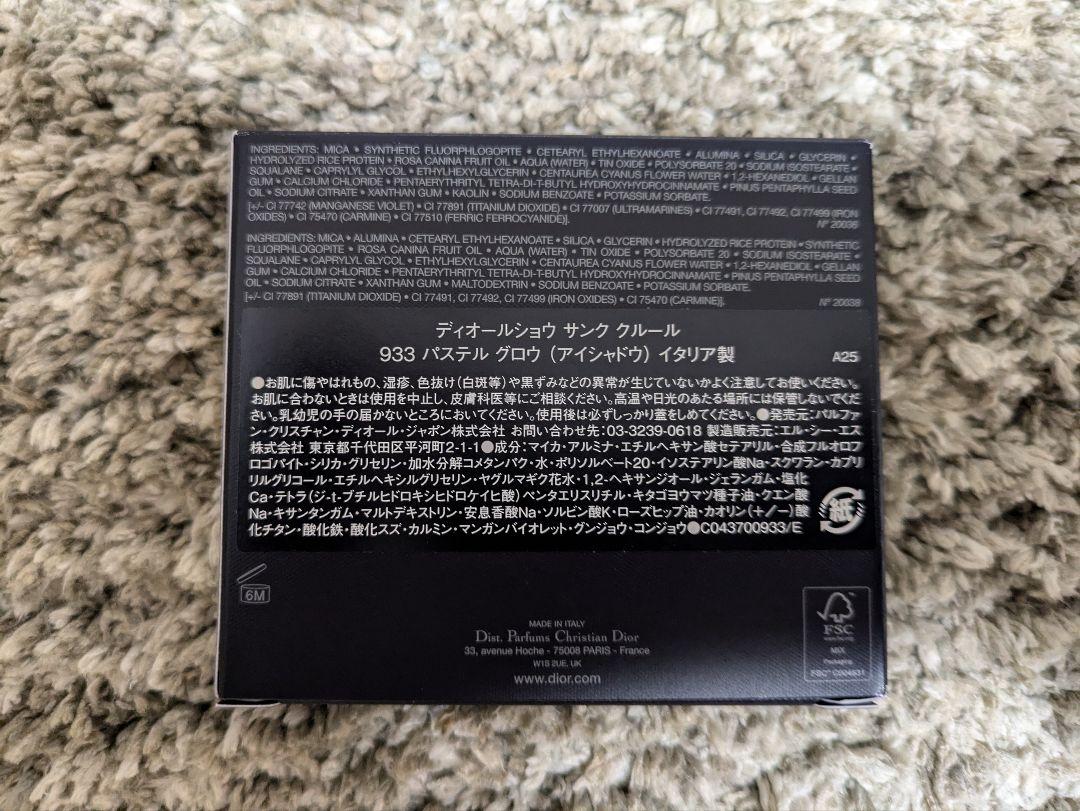 INGREDIENTS: MICA • SYNTHETIC FLUORPHLOGOPITE • CETEARYL ETHYLHEXANOATE • ALUMINA • SILICA • GLYCERIN •
HYDROLYZED RICE PROTEIN • ROSA CANINA FRUIT OIL • AQUA (WATER) • TIN OXIDE • POLYSORBATE 20 • SODIUM ISOSTEARATE •
SQUALANE • CAPRYLYL GLYCOL • ETHYLHEXYLGLYCERIN • CENTAUREA CYANUS FLOWER WATER • 1,2-HEXANEDIOL • GELLAN
GUM • CALCIUM CHLORIDE • PENTAERYTHRITYL TETRA-DI-T-BUTYL HYDROXYHYDROCINNAMATE • PINUS PENTAPHYLLA SEED
OIL • SODIUM CITRATE • XANTHAN GUM • KAOLIN • SODIUM BENZOATE • POTASSIUM SORBATE.
[+/- CI 77742 (MANGANESE VIOLET) • CI 77891 (TITANIUM DIOXIDE) • CI 77007 (ULTRAMARINES) • CI 77491, CI 77492, CI 77499 (IRON
OXIDES) • CI 75470 (CARMINE) • CI 77510 (FERRIC FERROCYANIDE)]. N° 20036
INGREDIENTS: MICA • ALUMINA • CETEARYL ETHYLHEXANOATE • SILICA • GLYCERIN • HYDROLYZED RICE PROTEIN • SYNTHETIC
FLUORPHLOGOPITE • ROSA CANINA FRUIT OIL • AQUA (WATER) • TIN OXIDE • POLYSORBATE 20 • SODIUM ISOSTEARATE •
SQUALANE • CAPRYLYL GLYCOL • ETHYLHEXYLGLYCERIN • CENTAUREA CYANUS FLOWER WATER • 1,2-HEXANEDIOL • GELLAN
GUM • CALCIUM CHLORIDE • PENTAERYTHRITYL TETRA-DI-T-BUTYL HYDROXYHYDROCINNAMATE • PINUS PENTAPHYLLA SEED
OIL • SODIUM CITRATE • XANTHAN GUM • MALTODEXTRIN • SODIUM BENZOATE • POTASSIUM SORBATE.
[+/- CI 77891 (TITANIUM DIOXIDE) • CI 77491, CI 77492, CI 77499 (IRON OXIDES) • CI 75470 (CARMINE)]. N° 20038
ディオールショウ サンク クルール
933 パステル グロウ (アイシャドウ) イタリア製 A25
●お肌に傷やはれもの、湿疹、色抜け(白斑等)や黒ずみなどの異常が生じていないかよく注意してお使いください。
お肌に合わないときは使用を中止し、皮膚科医等にご相談ください。高温や日光のあたる場所には保管しないでくだ
さい。乳幼児の手の届かないところにおいてください。使用後は必ずしっかり蓋をしめてください。●発売元:パルファ
ン・クリスチャン・ディオール・ジャポン株式会社 お問い合わせ先:03-3239-0618 製造販売元:エル・シー・エス
株式会社 東京都千代田区平河町2-1-1●成分:マイカ・アルミナ・エチルヘキサン酸セテアリル・合成フルオロフ
ロゴパイト・シリカ・グリセリン・加水分解コメタンパク・水・ポリソルベート20・イソステアリン酸Na・スクワラン・カプリ
リルグリコール・エチルヘキシルグリセリン・ヤグルマギク花水・1,2-ヘキサンジオール・ジェランガム・塩化
Ca・テトラ(ジ-t-ブチルヒドロキシヒドロケイヒ酸)ペンタエリスリチル・キタゴヨウマツ種子油・クエン酸
Na・キサンタンガム・マルトデキストリン・安息香酸Na・ソルビン酸K・ローズヒップ油・カオリン(+/-)酸
化チタン・酸化鉄・酸化スズ・カルミン・マンガンバイオレット・グンジョウ・コンジョウ●C043700933/E
紙
6M
MADE IN ITALY
Dist. Parfums Christian Dior
33, avenue Hoche - 75008 PARIS - France
W1S 2UE, UK
www.dior.com
FSC
www.fsc.org
MIX
Packaging
FSC® C004631